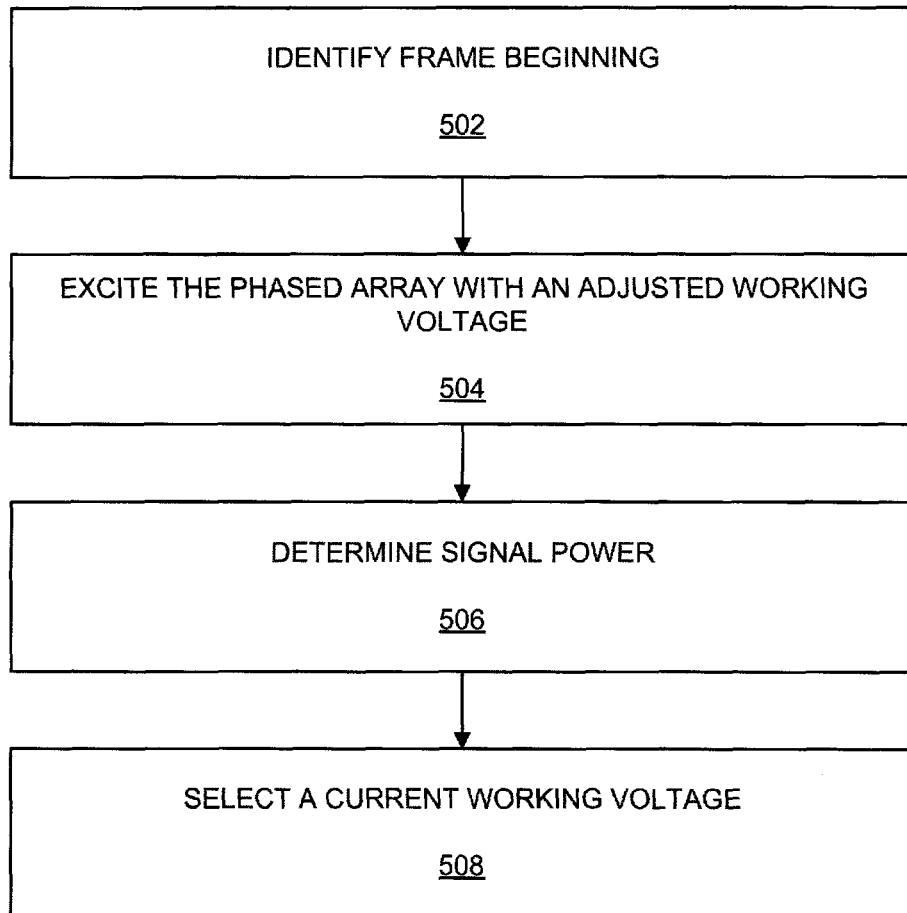 IDENTIFY FRAME BEGINNING
502
EXCITE THE PHASED ARRAY WITH AN ADJUSTED WORKING
VOLTAGE
504
DETERMINE SIGNAL POWER
506
SELECT A CURRENT WORKING VOLTAGE
508